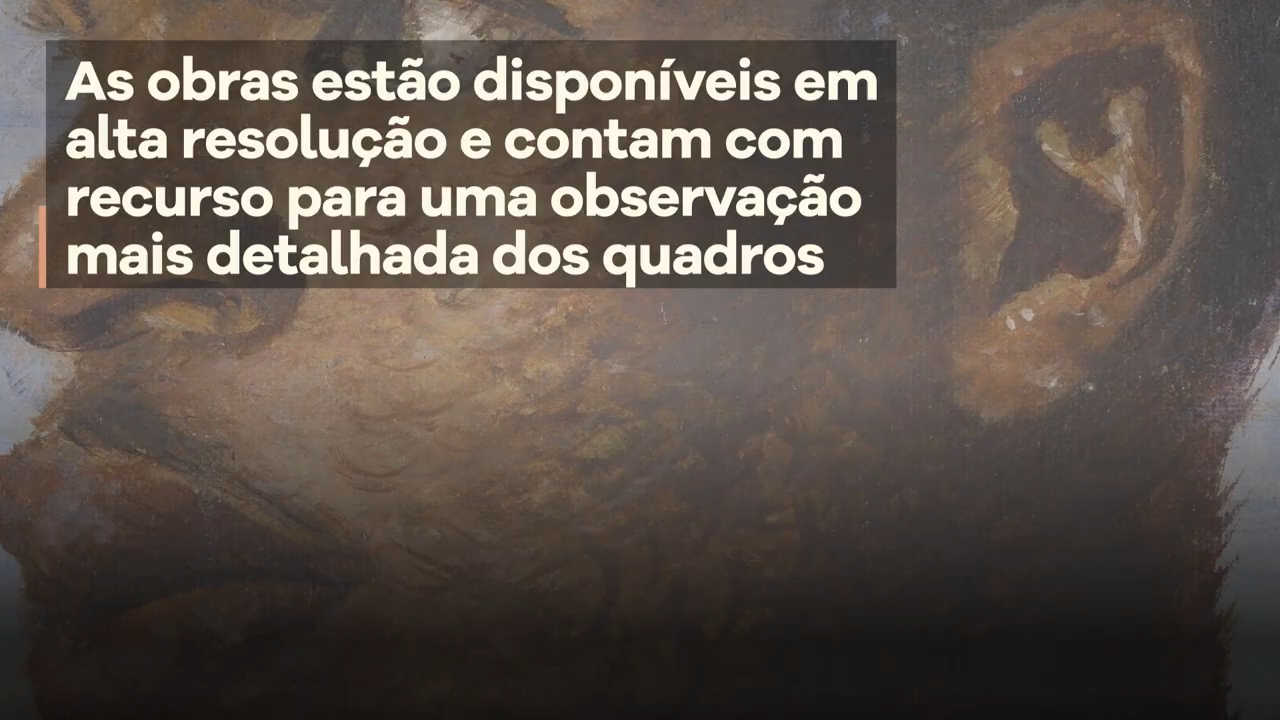 As obras estão disponíveis em
alta resolução e contam com
recurso para uma observação
mais detalhada dos quadros